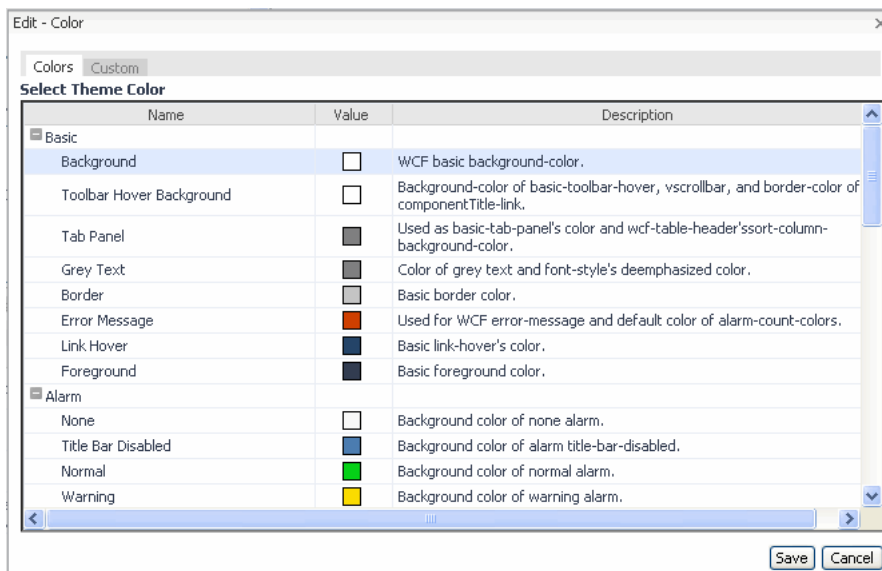 Edit - Color
Colors Custom
Select Theme Color
Name Value Description
Basic
Background WCF basic background-color.
Toolbar Hover Background Background-color of basic-toolbar-hover, vscrollbar, and border-color of
componentTitle-link.
Tab Panel Used as basic-tab-panel's color and wcf-table-header'ssort-column-
background-color.
Grey Text Color of grey text and font-style's deemphasized color.
Border Basic border color.
Error Message Used for WCF error-message and default color of alarm-count-colors.
Link Hover Basic link-hover's color.
Foreground Basic foreground color.
Alarm
None Background color of none alarm.
Title Bar Disabled Background color of alarm title-bar-disabled.
Normal Background color of normal alarm.
Warning Background color of warning alarm.
Save Cancel